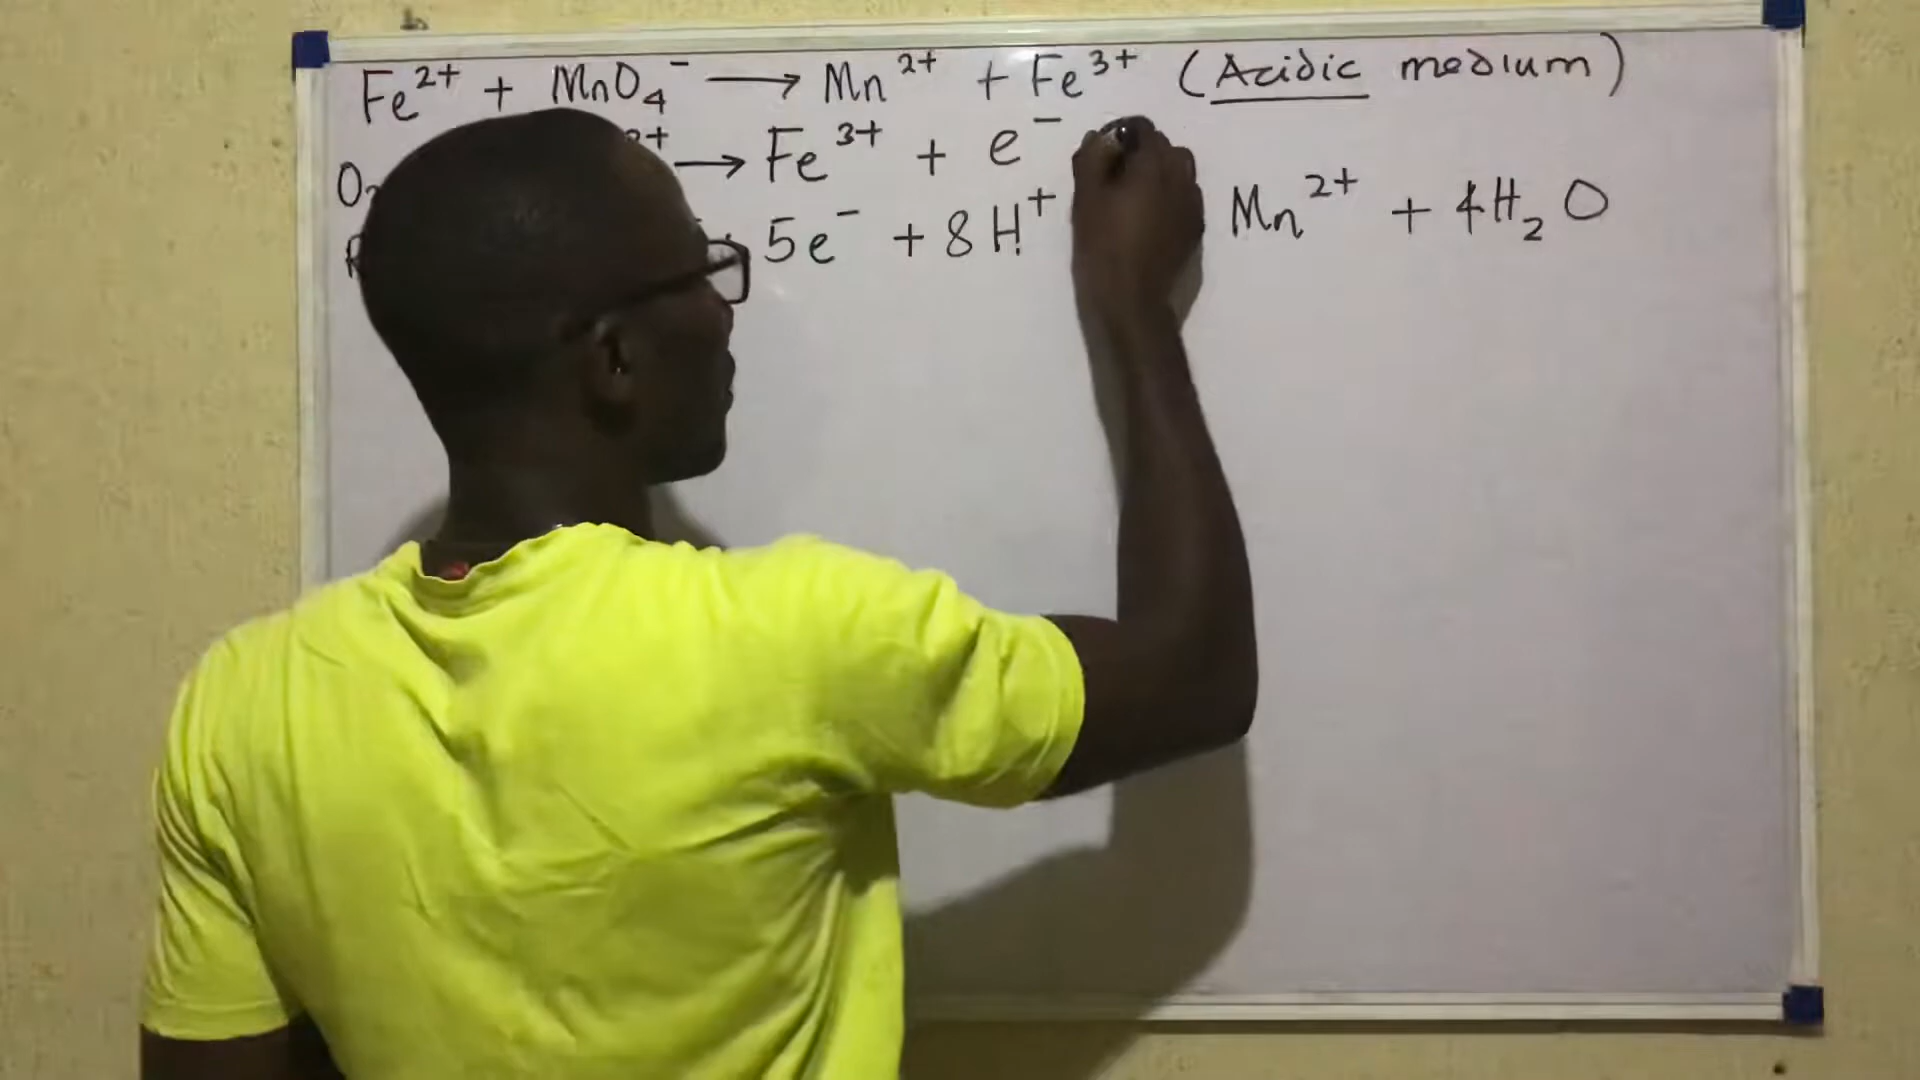 Fe²⁺ + MnO₄⁻ ⟶ Mn²⁺ + Fe³⁺ (Acidic medium)
⟶ Fe³⁺ + e⁻
5e⁻ + 8H⁺ Mn²⁺ + 4H₂O